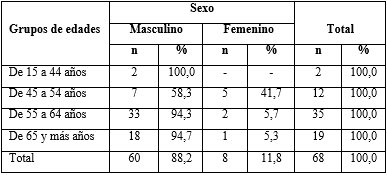 Grupos de edades Sexo Total
Masculino Femenino
n % n % n %
De 15 a 44 años 2 100,0 - - 2 100,0
De 45 a 54 años 7 58,3 5 41,7 12 100,0
De 55 a 64 años 33 94,3 2 5,7 35 100,0
De 65 y más años 18 94,7 1 5,3 19 100,0
Total 60 88,2 8 11,8 68 100,0